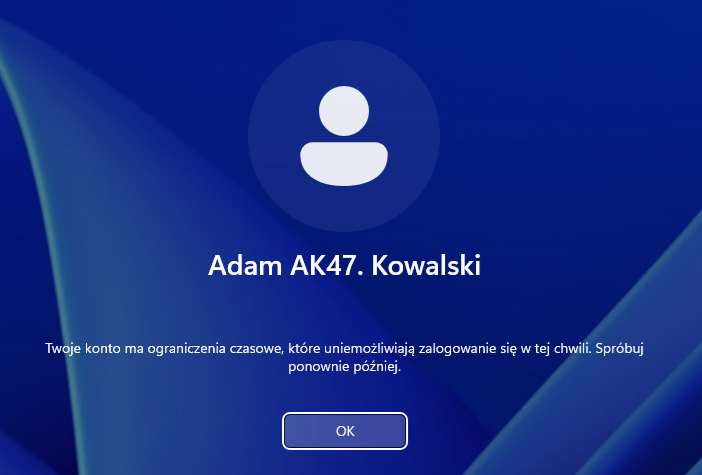 Adam AK47. Kowalski
Twoje konto ma ograniczenia czasowe, które uniemożliwiają zalogowanie się w tej chwili. Spróbuj
ponownie później.
OK